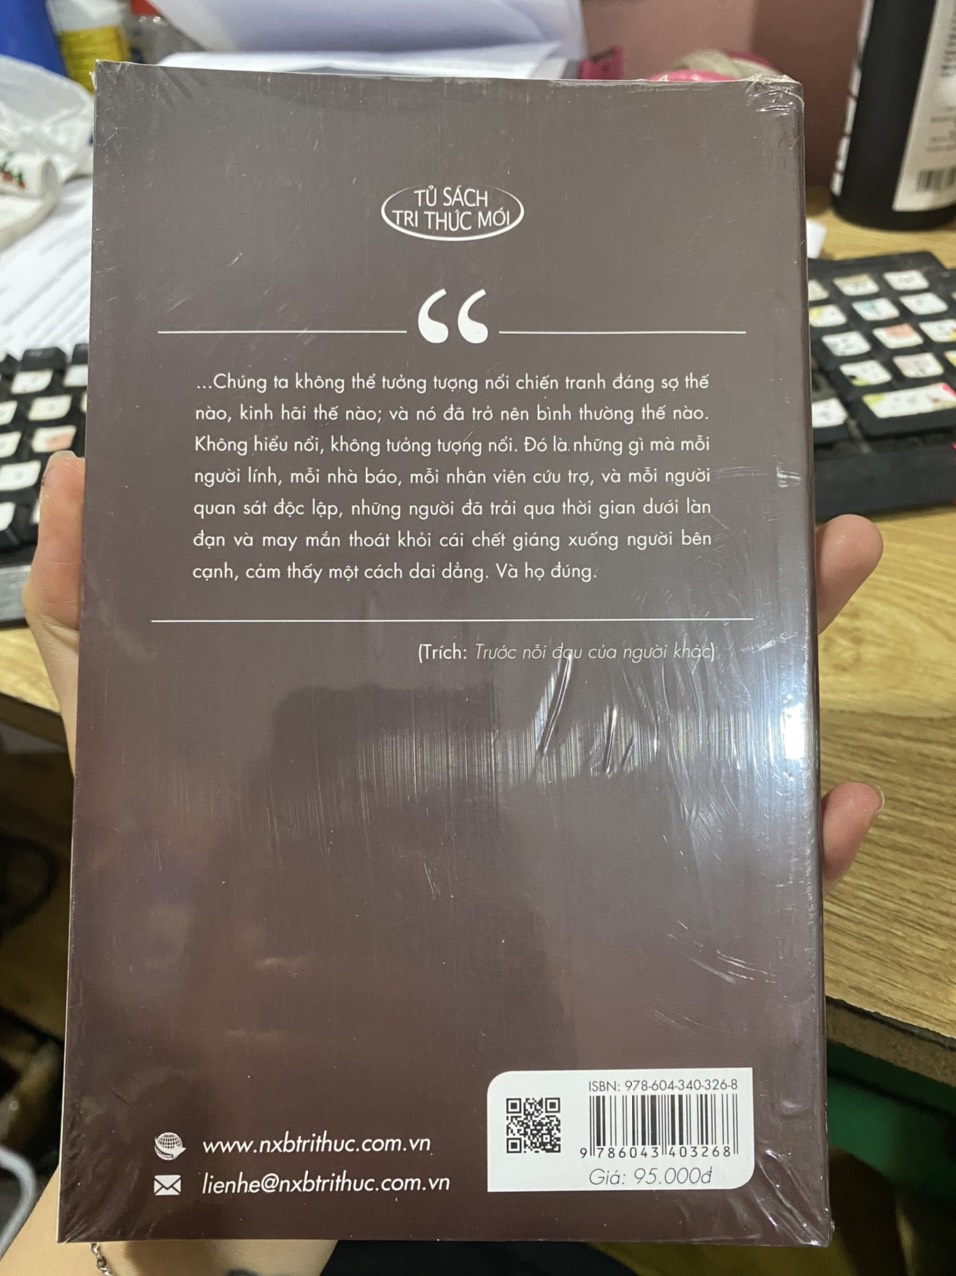 TỦ SÁCH
TRI THỨC MỚI
“
...Chúng ta không thể tưởng tượng nổi chiến tranh đáng sợ thế
nào, kinh hãi thế nào; và nó đã trở nên bình thường thế nào.
Không hiểu nổi, không tưởng tượng nổi. Đó là những gì mà mỗi
người lính, mỗi nhà báo, mỗi nhân viên cứu trợ, và mỗi người
quan sát độc lập, những người đã trải qua thời gian dưới làn
đạn và may mắn thoát khỏi cái chết giáng xuống người bên
cạnh, cảm thấy một cách dai dẳng. Và họ đúng.
(Trích: Trước nỗi đau của người khác)
www.nxbtrithuc.com.vn
lienhe@nxbtrithuc.com.vn
ISBN: 978-604-340-326-8
9 786043 403268
Giá: 95.000đ